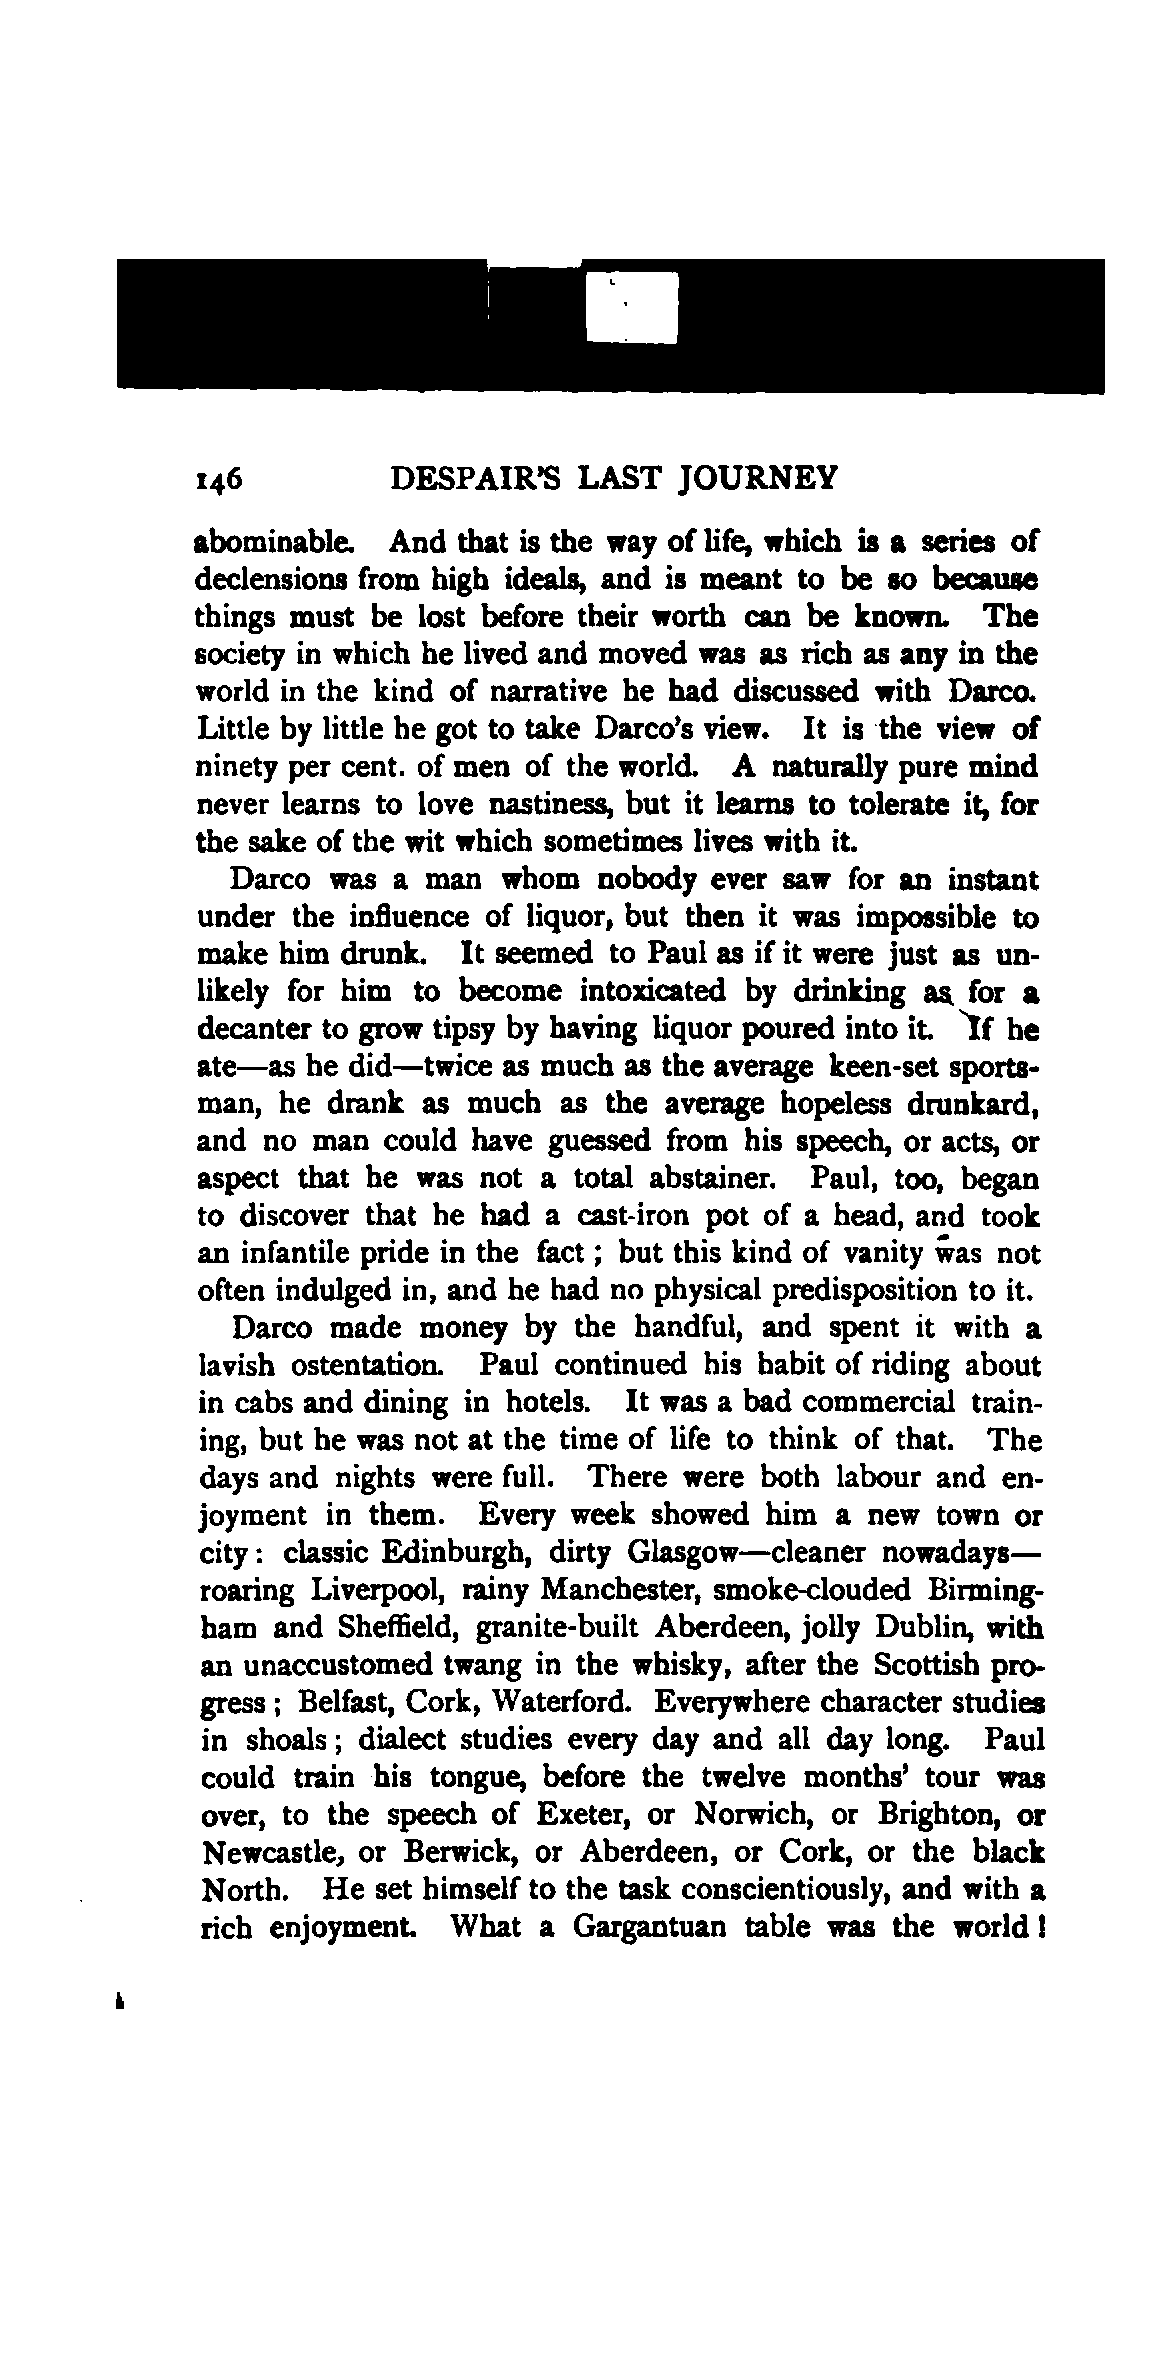 146 DESPAIR'S LAST JOURNEY
abominable. And that is the way of life, which is a series of
declensions from high ideals, and is meant to be so because
things must be lost before their worth can be known. The
society in which he lived and moved was as rich as any in the
world in the kind of narrative he had discussed with Darco.
Little by little he got to take Darco's view. It is the view of
ninety per cent. of men of the world. A naturally pure mind
never learns to love nastiness, but it learns to tolerate it, for
the sake of the wit which sometimes lives with it.
Darco was a man whom nobody ever saw for an instant
under the influence of liquor, but then it was impossible to
make him drunk. It seemed to Paul as if it were just as un-
likely for him to become intoxicated by drinking as for a
decanter to grow tipsy by having liquor poured into it. If he
ate—as he did—twice as much as the average keen-set sports-
man, he drank as much as the average hopeless drunkard,
and no man could have guessed from his speech, or acts, or
aspect that he was not a total abstainer. Paul, too, began
to discover that he had a cast-iron pot of a head, and took
an infantile pride in the fact; but this kind of vanity was not
often indulged in, and he had no physical predisposition to it.
Darco made money by the handful, and spent it with a
lavish ostentation. Paul continued his habit of riding about
in cabs and dining in hotels. It was a bad commercial train-
ing, but he was not at the time of life to think of that. The
days and nights were full. There were both labour and en-
joyment in them. Every week showed him a new town or
city: classic Edinburgh, dirty Glasgow—cleaner nowadays—
roaring Liverpool, rainy Manchester, smoke-clouded Birming-
ham and Sheffield, granite-built Aberdeen, jolly Dublin, with
an unaccustomed twang in the whisky, after the Scottish pro-
gress; Belfast, Cork, Waterford. Everywhere character studies
in shoals; dialect studies every day and all day long. Paul
could train his tongue, before the twelve months' tour was
over, to the speech of Exeter, or Norwich, or Brighton, or
Newcastle, or Berwick, or Aberdeen, or Cork, or the black
North. He set himself to the task conscientiously, and with a
rich enjoyment. What a Gargantuan table was the world!